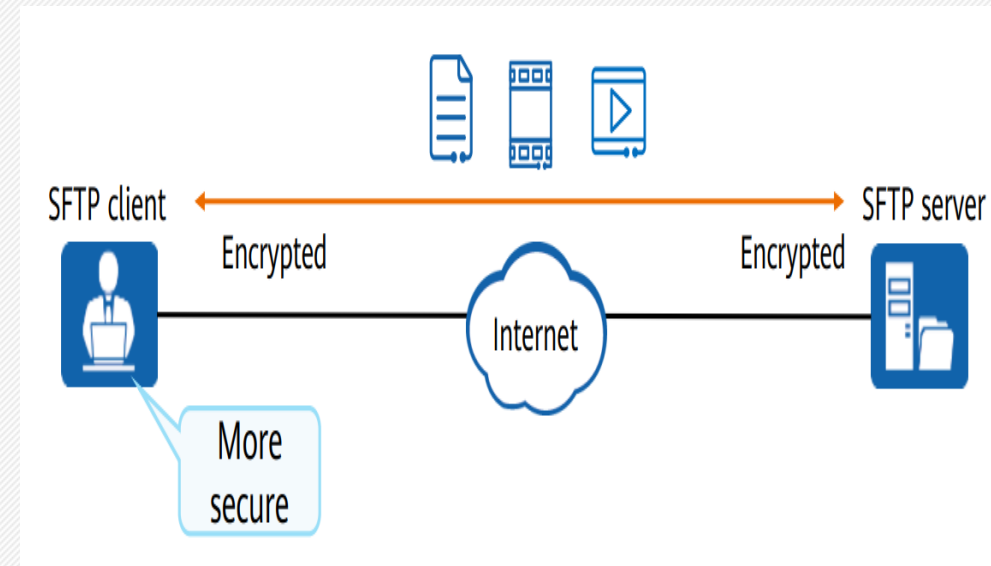 SFTP client
SFTP server
Encrypted
Encrypted
Internet
More
secure